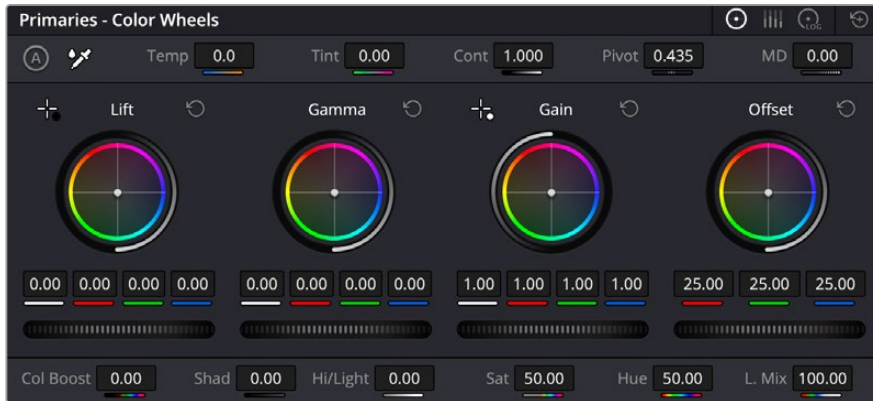 Primaries - Color Wheels
LOG
A Temp 0.0 Tint 0.00 Cont 1.000 Pivot 0.435 MD 0.00
Lift Gamma Gain Offset
0.00 0.00 0.00 0.00 0.00 0.00 0.00 0.00 1.00 1.00 1.00 1.00 25.00 25.00 25.00
Col Boost 0.00 Shad 0.00 Hi/Light 0.00 Sat 50.00 Hue 50.00 L. Mix 100.00